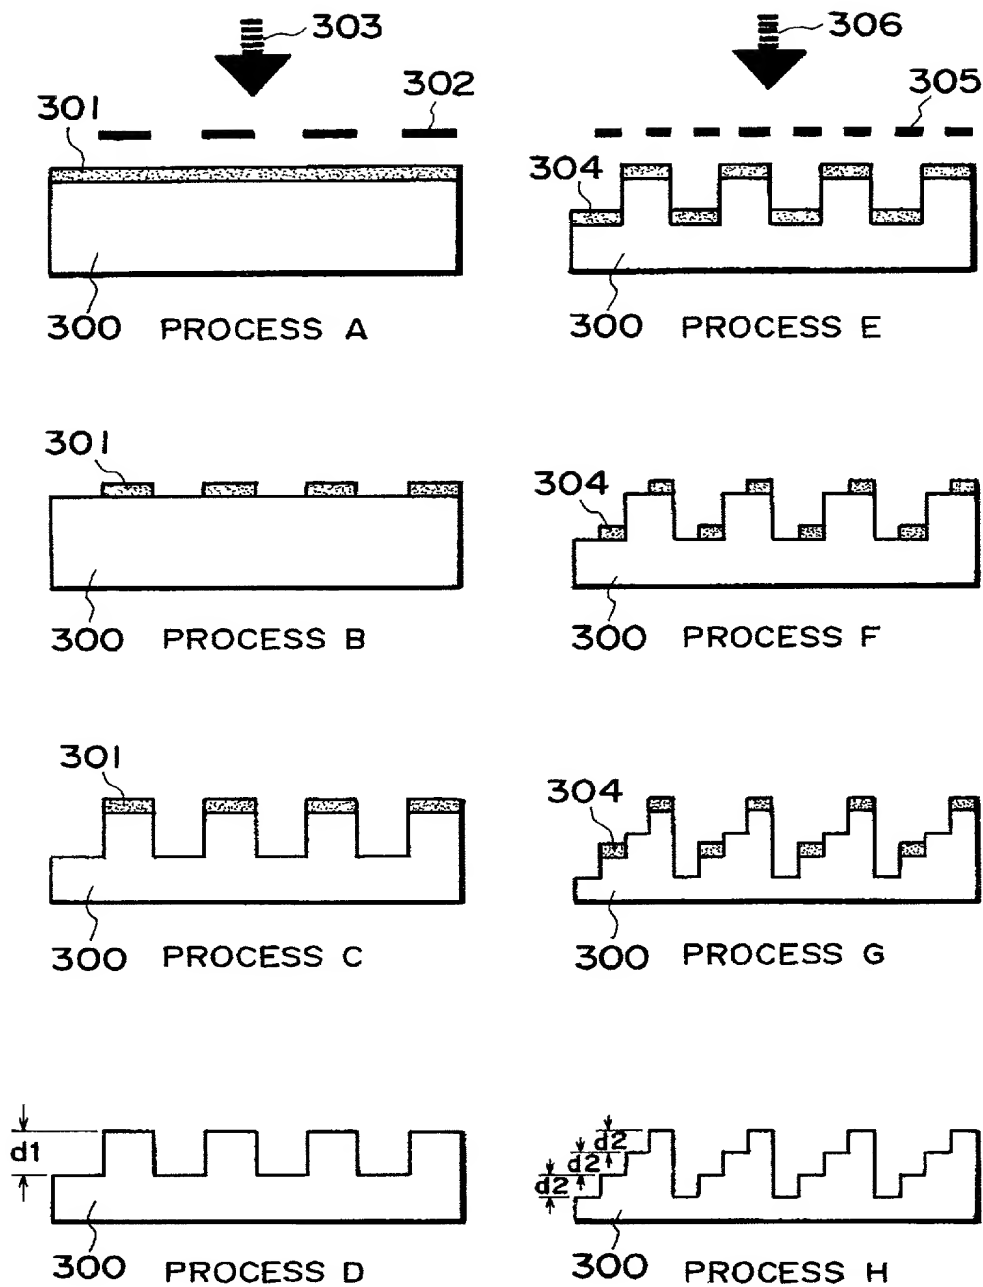 303
302
301
300 PROCESS A
306
305
304
300 PROCESS E
301
300 PROCESS B
304
300 PROCESS F
301
300 PROCESS C
304
300 PROCESS G
d1
300 PROCESS D
d2
d2
d2
300 PROCESS H